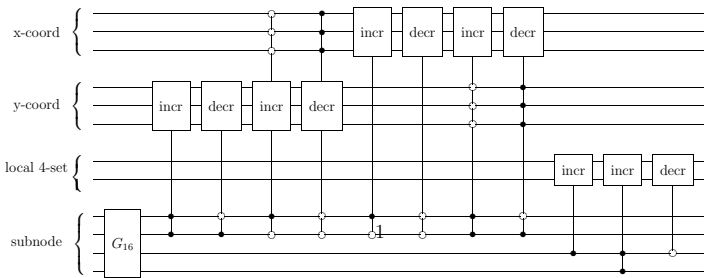 x-coord incr decr incr decr
y-coord incr decr incr decr
local 4-set incr incr decr
1
subnode G16